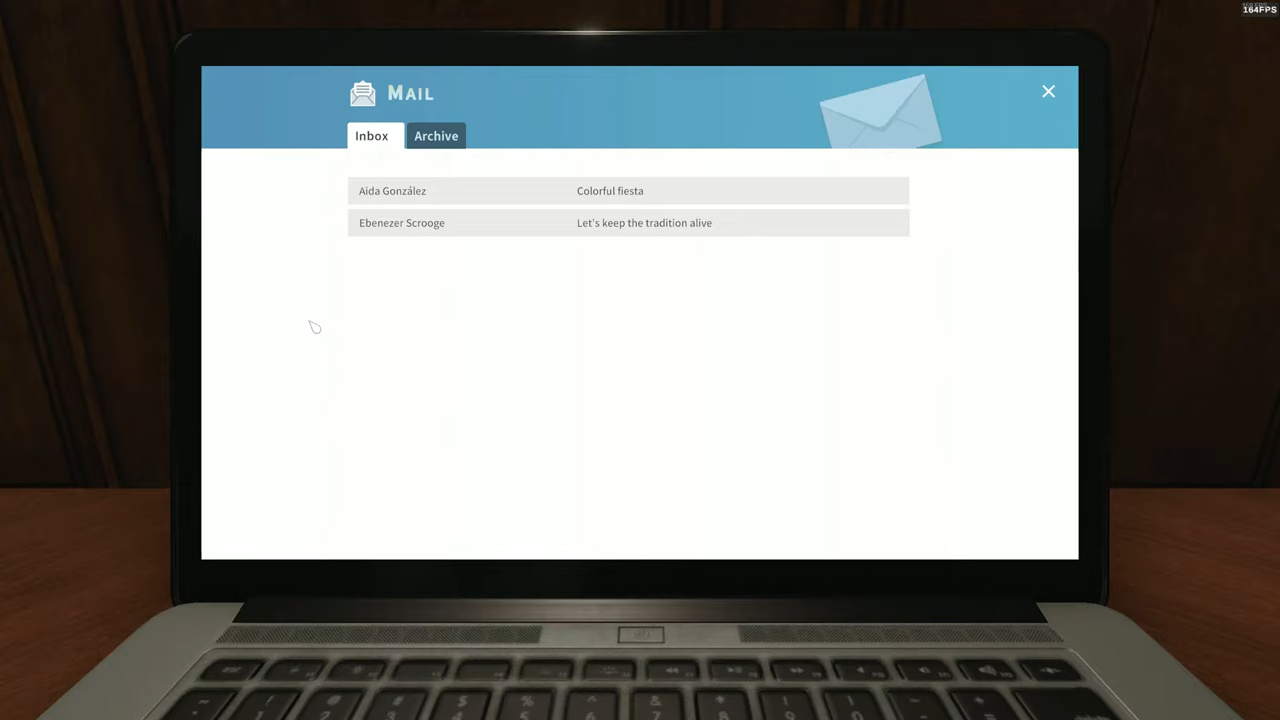 164FPS
MAIL
Inbox
Archive
Aida González
Colorful fiesta
Ebenezer Scrooge
Let's keep the tradition alive